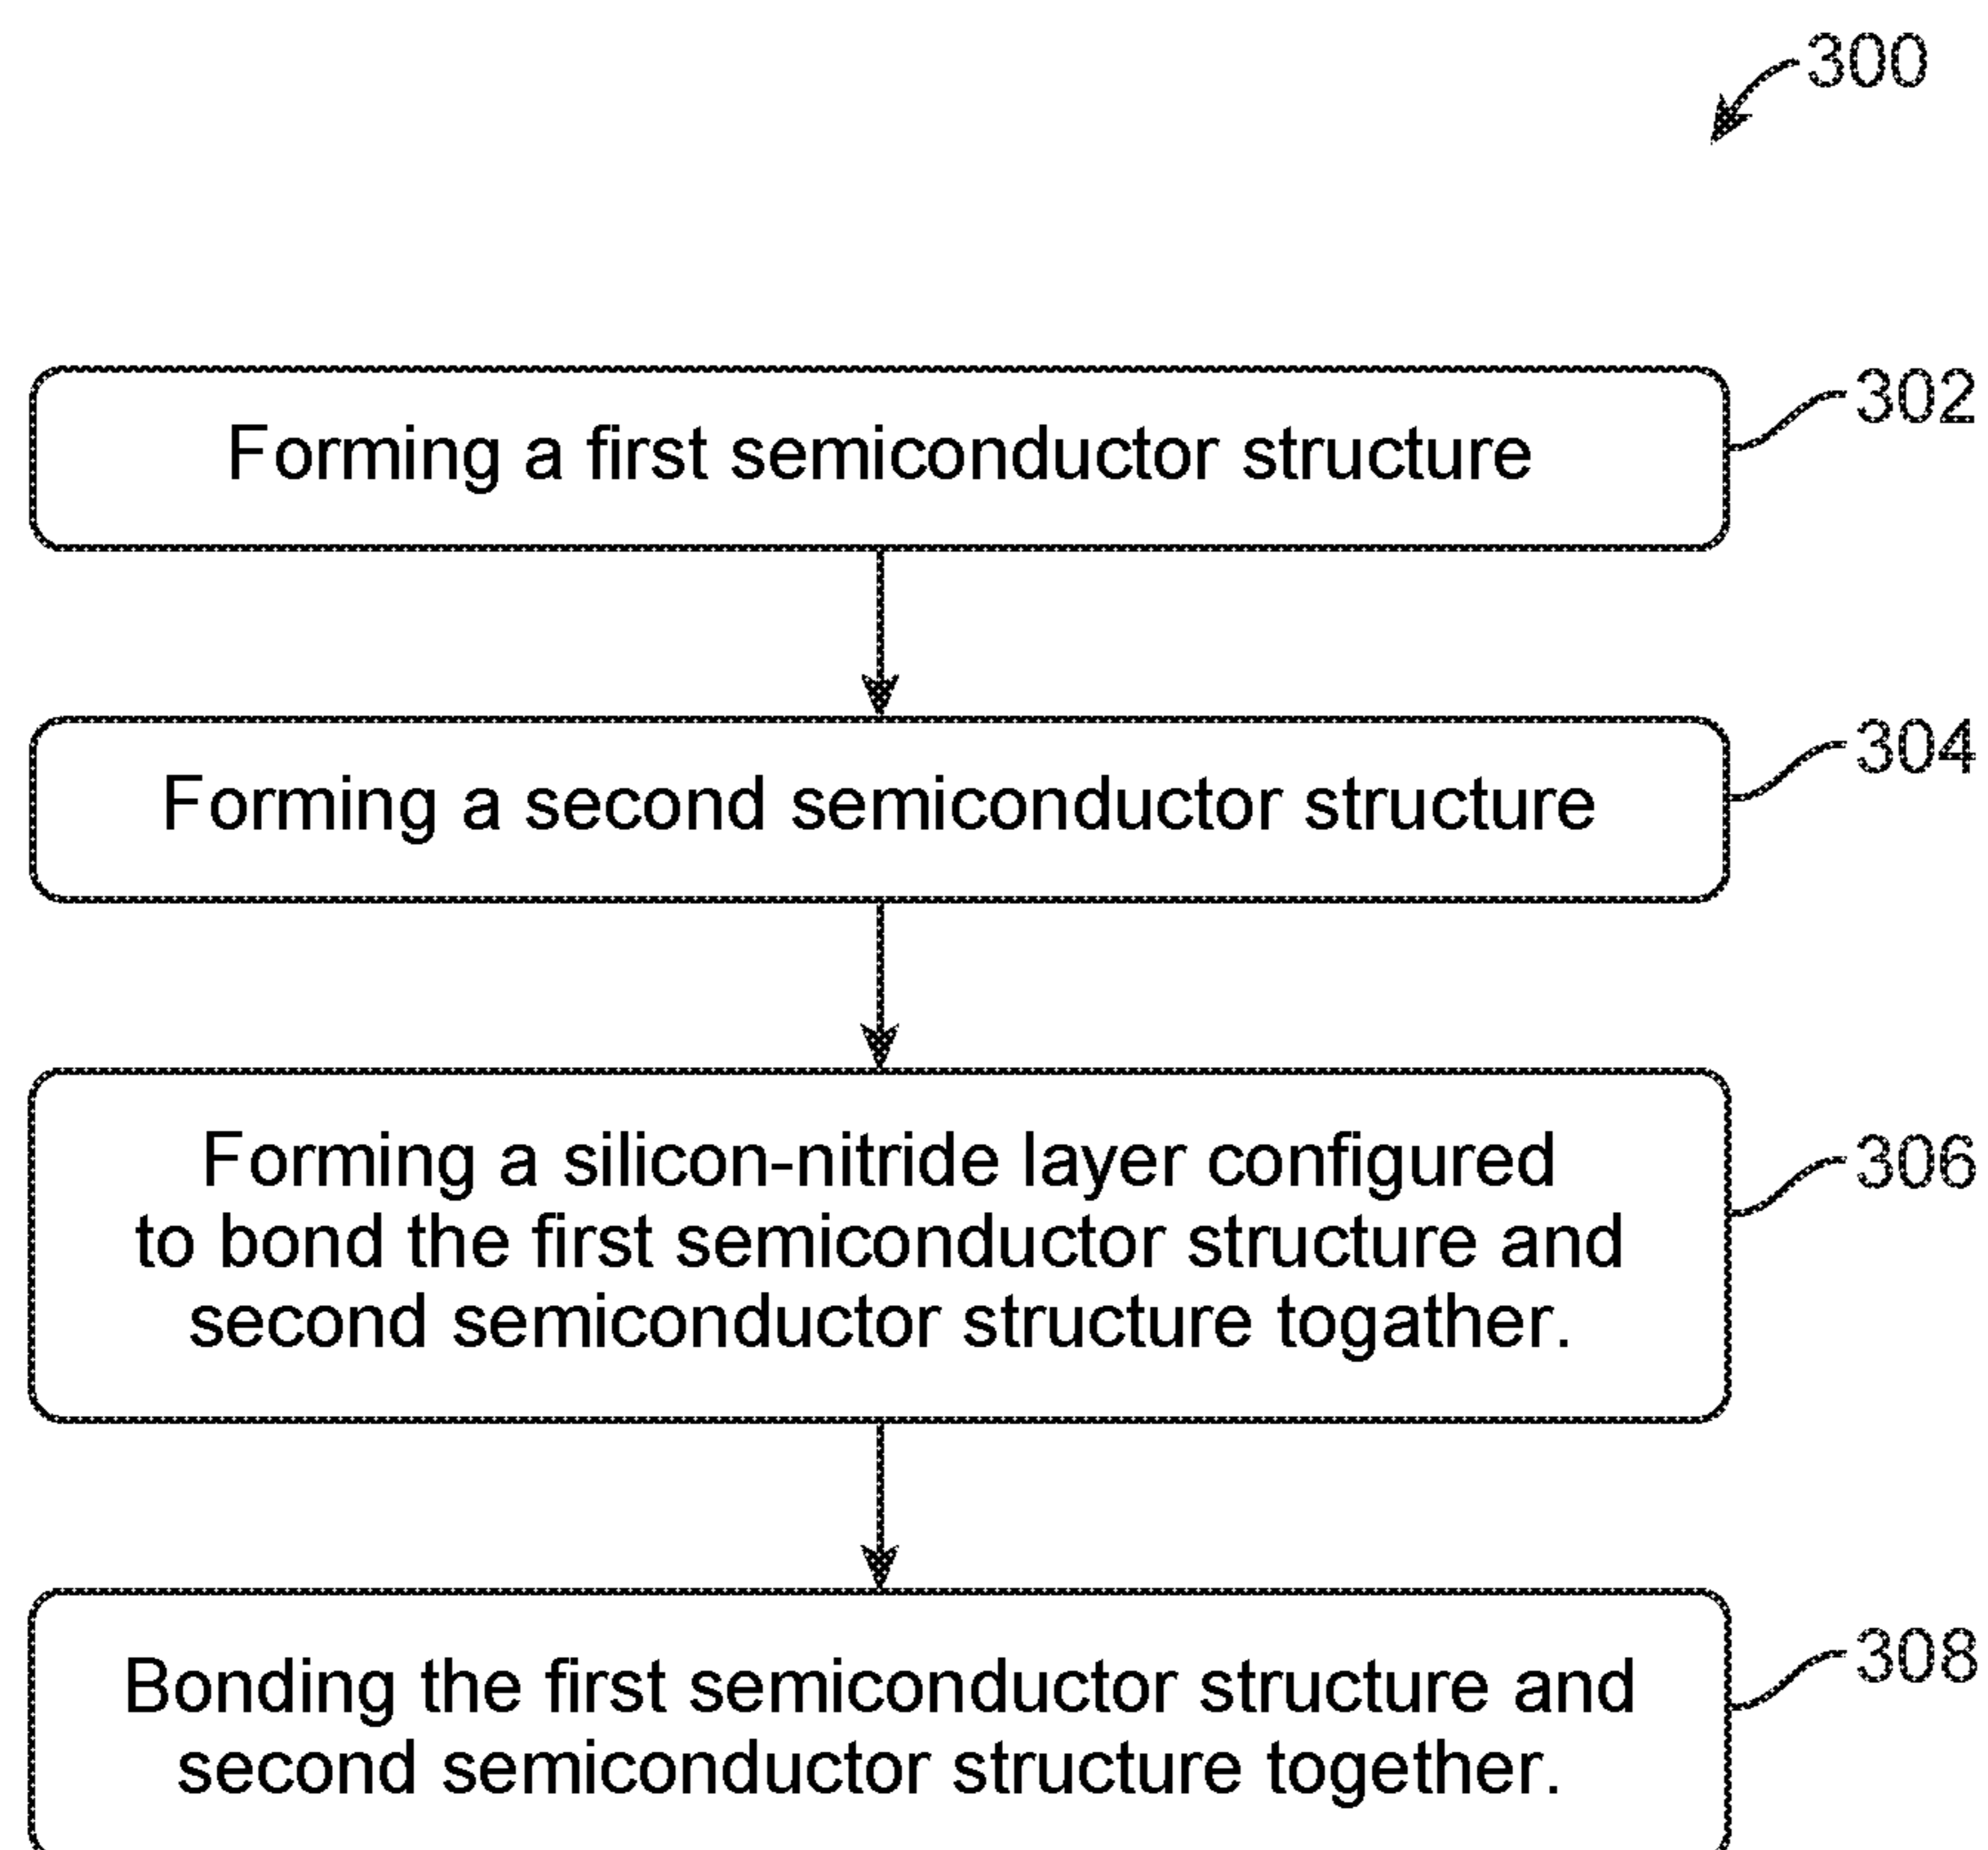 300
302
Forming a first semiconductor structure
304
Forming a second semiconductor structure
306
Forming a silicon-nitride layer configured
to bond the first semiconductor structure and
second semiconductor structure togather.
308
Bonding the first semiconductor structure and
second semiconductor structure together.